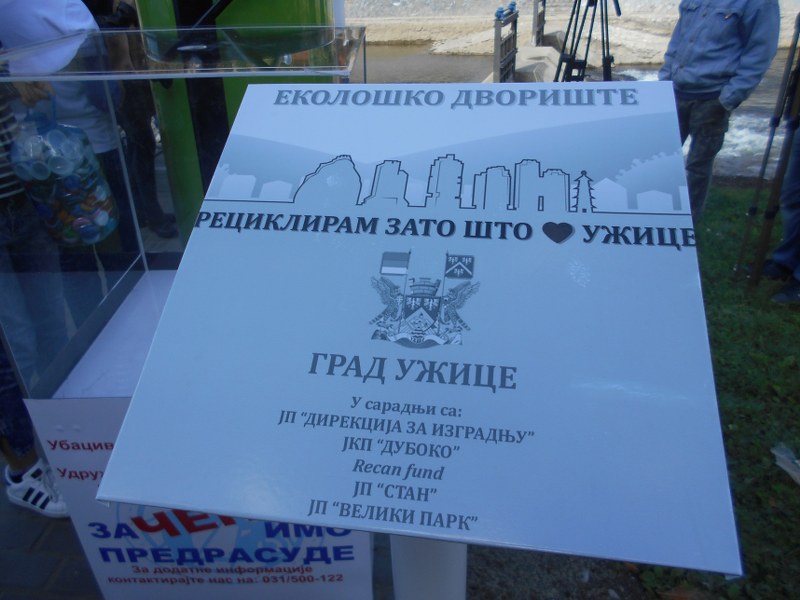 ЕКОЛОШКО ДВОРИШТЕ
РЕЦИКЛИРАМ ЗАТО ШТО ❤ УЖИЦЕ
ГРАД УЖИЦЕ
У сарадњи са:
ЈП "ДИРЕКЦИЈА ЗА ИЗГРАДЊУ"
ЈКП "ДУБОКО"
Recan fund
ЈП "СТАН"
ЈП "ВЕЛИКИ ПАРК"
ПРЕДРАСУДЕ
За додатне информације
контактирајте нас на: 031/500-122